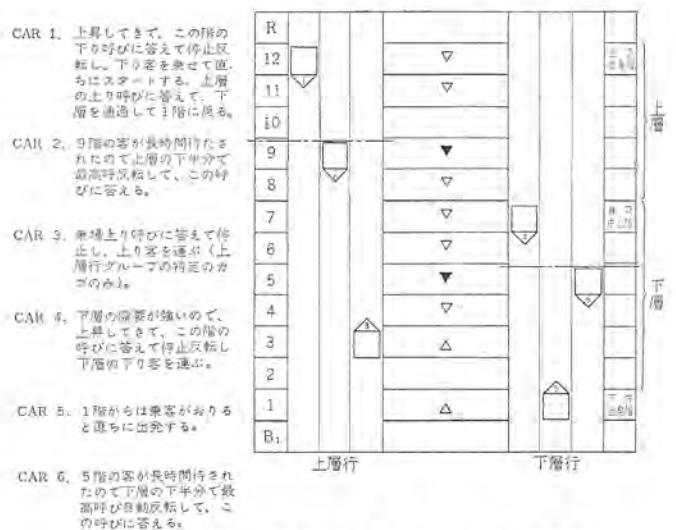 CAR 1. 上昇してきで，この階の
下り呼びに答えて停止反
転し、下り客を乗せて直
ちにスタートする。上層
の上り呼びに答えて、下
層を通過して1階に戻る。
CAR 2. 9階の客が長時間待たさ
れたので上層の下半分で
最高呼反転して、この呼
びに答える。
CAR 3. 乗場上り呼びに答えて停
止し、上り客を運ぶ（上
層行グループの特定のカ
ゴのみ）。
CAR 4. 下層の需要が強いので、
上昇してきて、この階の
呼びに答えて停止反転し
下層の下り客を運ぶ。
CAR 5. 1階からは乗客がおりる
と直ちに出発する。
CAR 6. 5階の客が長時間待され
たので下層の下半分で最
高呼び自動反転して、こ
の呼びに答える。
R
12
11
10
9
8
7
6
5
4
3
2
1
B1
上層
下層
上層行
下層行